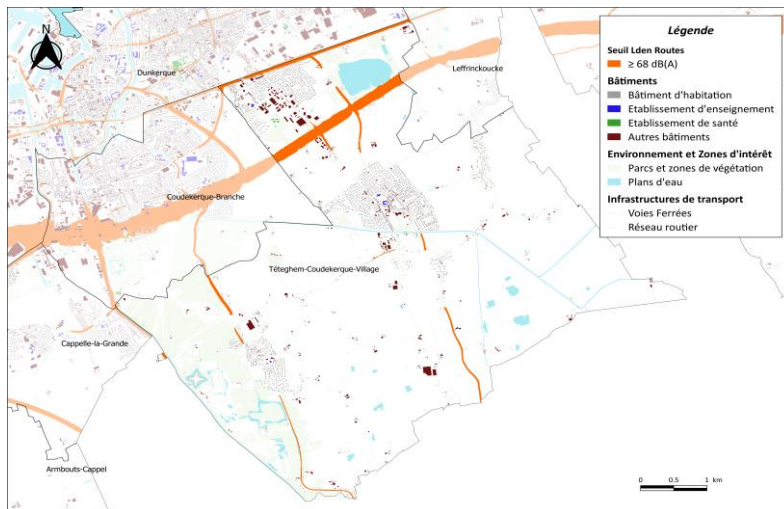 N
Dunkerque
Leffrinckoucke
Coudekerque-Branche
Téteghem-Coudekerque-Village
Cappelle-la-Grande
Armbouts-Cappel
Légende
Seuil Lden Routes
≥ 68 dB(A)
Bâtiments
Bâtiment d'habitation
Etablissement d'enseignement
Etablissement de santé
Autres bâtiments
Environnement et Zones d'intérêt
Parcs et zones de végétation
Plans d'eau
Infrastructures de transport
Voies Ferrées
Réseau routier
0 0.5 1 km